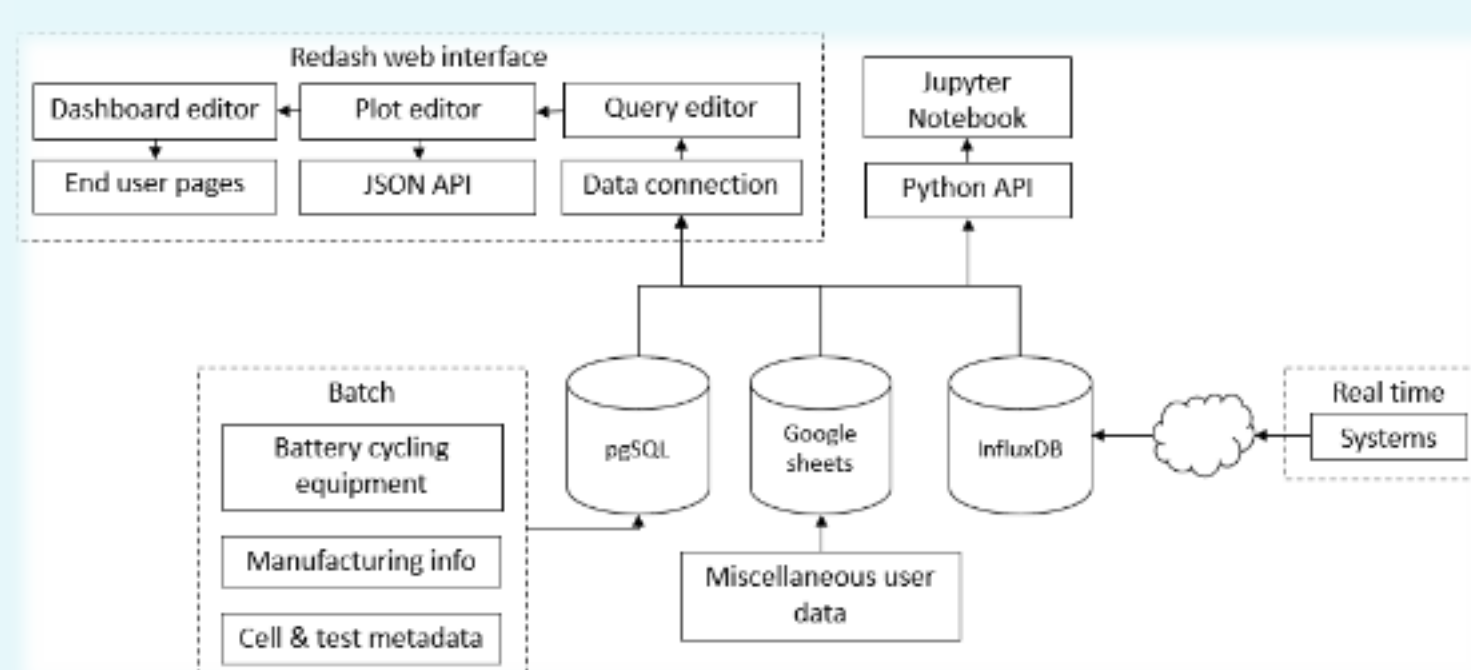 Redash web interface
Dashboard editor
Plot editor
Query editor
Jupyter
Notebook
End user pages
JSON API
Data connection
Python API
Batch
Battery cycling
equipment
Manufacturing info
Cell & test metadata
pgSQL
Google
sheets
InfluxDB
Real time
Systems
Miscellaneous user
data